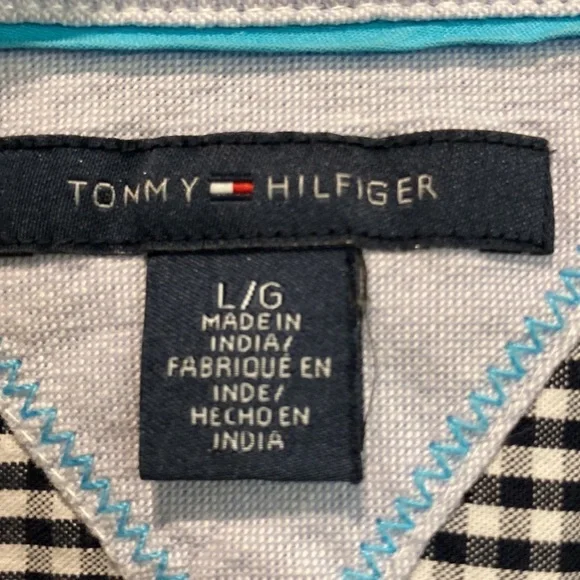 TOMMY HILFIGER
L/G
MADE IN
INDIA/
FABRIQUÉ EN
INDE/
HECHO EN
INDIA